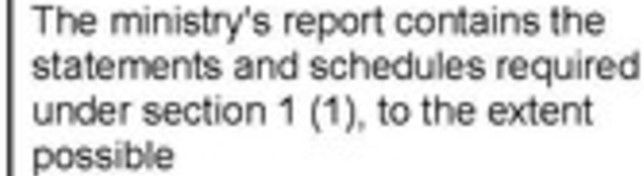 The ministry's report contains the
statements and schedules required
under section 1 (1), to the extent
possible